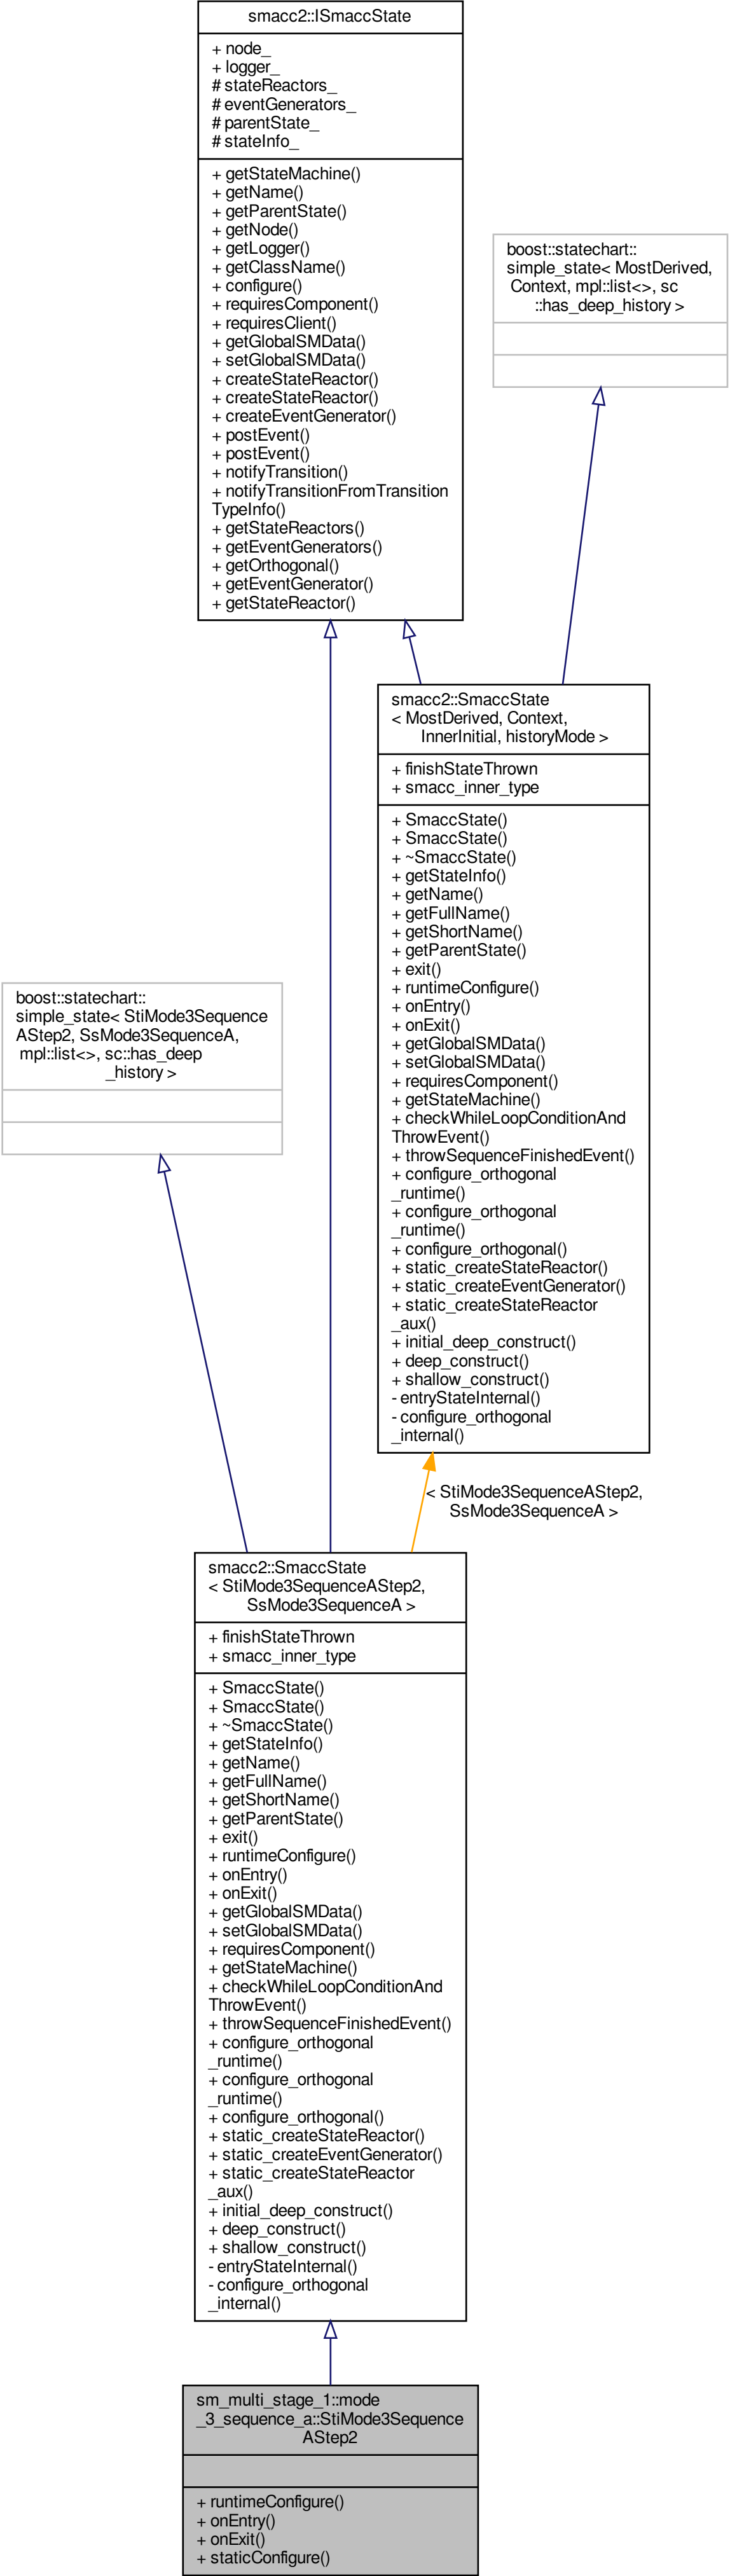 smacc2::ISmaccState
+ node_
+ logger_
# stateReactors_
# eventGenerators_
# parentState_
# stateInfo_
+ getStateMachine()
+ getName()
+ getParentState()
+ getNode()
+ getLogger()
+ getClassName()
+ configure()
+ requiresComponent()
+ requiresClient()
+ getGlobalSMData()
+ setGlobalSMData()
+ createStateReactor()
+ createStateReactor()
+ createEventGenerator()
+ postEvent()
+ postEvent()
+ notifyTransition()
+ notifyTransitionFromTransition
TypeInfo()
+ getStateReactors()
+ getEventGenerators()
+ getOrthogonal()
+ getEventGenerator()
+ getStateReactor()
boost::statechart::
simple_state< MostDerived,
Context, mpl::list<>, sc
::has_deep_history >
smacc2::SmaccState
< MostDerived, Context,
InnerInitial, historyMode >
+ finishStateThrown
+ smacc_inner_type
+ SmaccState()
+ SmaccState()
+ ~SmaccState()
+ getStateInfo()
+ getName()
+ getFullName()
+ getShortName()
+ getParentState()
+ exit()
+ runtimeConfigure()
+ onEntry()
+ onExit()
+ getGlobalSMData()
+ setGlobalSMData()
+ requiresComponent()
+ getStateMachine()
+ checkWhileLoopConditionAnd
ThrowEvent()
+ throwSequenceFinishedEvent()
+ configure_orthogonal
_runtime()
+ configure_orthogonal
_runtime()
+ configure_orthogonal()
+ static_createStateReactor()
+ static_createEventGenerator()
+ static_createStateReactor
_aux()
+ initial_deep_construct()
+ deep_construct()
+ shallow_construct()
- entryStateInternal()
- configure_orthogonal
_internal()
boost::statechart::
simple_state< StiMode3Sequence
AStep2, SsMode3SequenceA,
mpl::list<>, sc::has_deep
_history >
< StiMode3SequenceAStep2,
SsMode3SequenceA >
smacc2::SmaccState
< StiMode3SequenceAStep2,
SsMode3SequenceA >
+ finishStateThrown
+ smacc_inner_type
+ SmaccState()
+ SmaccState()
+ ~SmaccState()
+ getStateInfo()
+ getName()
+ getFullName()
+ getShortName()
+ getParentState()
+ exit()
+ runtimeConfigure()
+ onEntry()
+ onExit()
+ getGlobalSMData()
+ setGlobalSMData()
+ requiresComponent()
+ getStateMachine()
+ checkWhileLoopConditionAnd
ThrowEvent()
+ throwSequenceFinishedEvent()
+ configure_orthogonal
_runtime()
+ configure_orthogonal
_runtime()
+ configure_orthogonal()
+ static_createStateReactor()
+ static_createEventGenerator()
+ static_createStateReactor
_aux()
+ initial_deep_construct()
+ deep_construct()
+ shallow_construct()
- entryStateInternal()
- configure_orthogonal
_internal()
sm_multi_stage_1::mode
_3_sequence_a::StiMode3Sequence
AStep2
+ runtimeConfigure()
+ onEntry()
+ onExit()
+ staticConfigure()